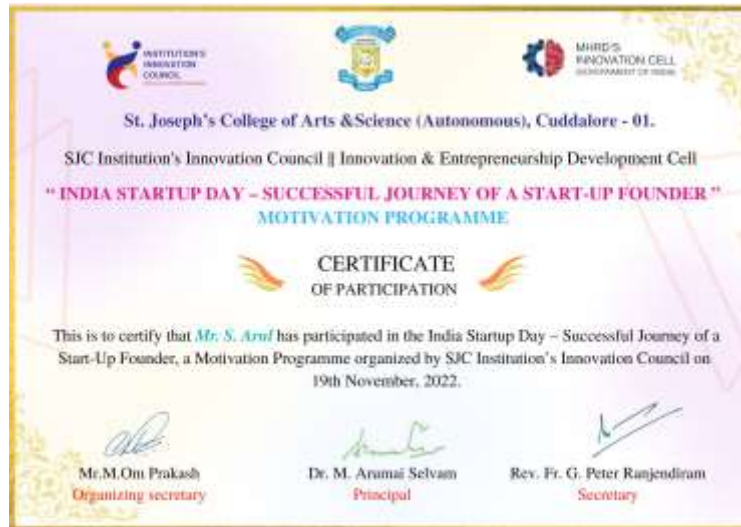 INSTITUTION'S
INNOVATION
COUNCIL
MHRD'S
INNOVATION CELL
(GOVERNMENT OF INDIA)
St. Joseph's College of Arts &Science (Autonomous), Cuddalore - 01.
SJC Institution's Innovation Council || Innovation & Entrepreneurship Development Cell
" INDIA STARTUP DAY – SUCCESSFUL JOURNEY OF A START-UP FOUNDER "
MOTIVATION PROGRAMME
CERTIFICATE
OF PARTICIPATION
This is to certify that Mr. S. Arul has participated in the India Startup Day – Successful Journey of a
Start-Up Founder, a Motivation Programme organized by SJC Institution's Innovation Council on
19th November, 2022.
Mr.M.Om Prakash
Organizing secretary
Dr. M. Arumai Selvam
Principal
Rev. Fr. G. Peter Rajendiram
Secretary